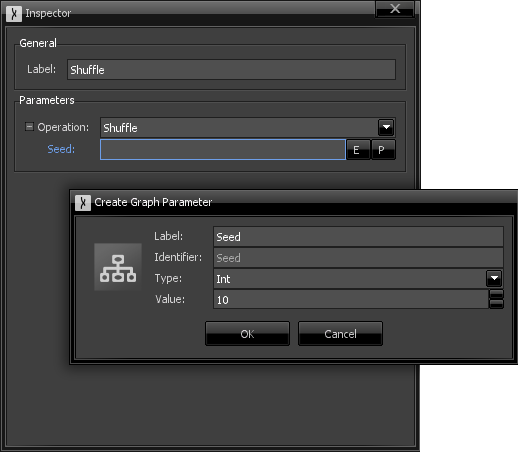 Inspector
General
Label: Shuffle
Parameters
Operation: Shuffle
Seed: E P
Create Graph Parameter
Label: Seed
Identifier: Seed
Type: Int
Value: 10
OK Cancel